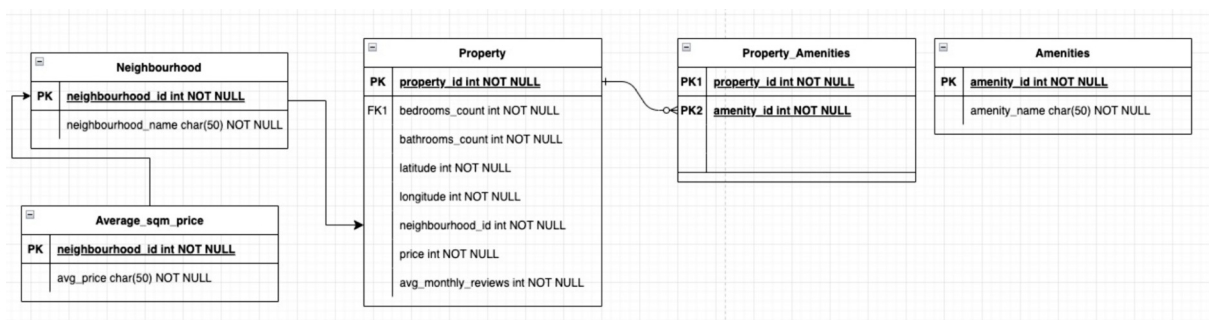 Neighbourhood
PK neighbourhood_id int NOT NULL
neighbourhood_name char(50) NOT NULL
Average_sqm_price
PK neighbourhood_id int NOT NULL
avg_price char(50) NOT NULL
Property
PK property_id int NOT NULL
FK1 bedrooms_count int NOT NULL
bathrooms_count int NOT NULL
latitude int NOT NULL
longitude int NOT NULL
neighbourhood_id int NOT NULL
price int NOT NULL
avg_monthly_reviews int NOT NULL
Property_Amenities
PK1 property_id int NOT NULL
PK2 amenity_id int NOT NULL
Amenities
PK amenity_id int NOT NULL
amenity_name char(50) NOT NULL